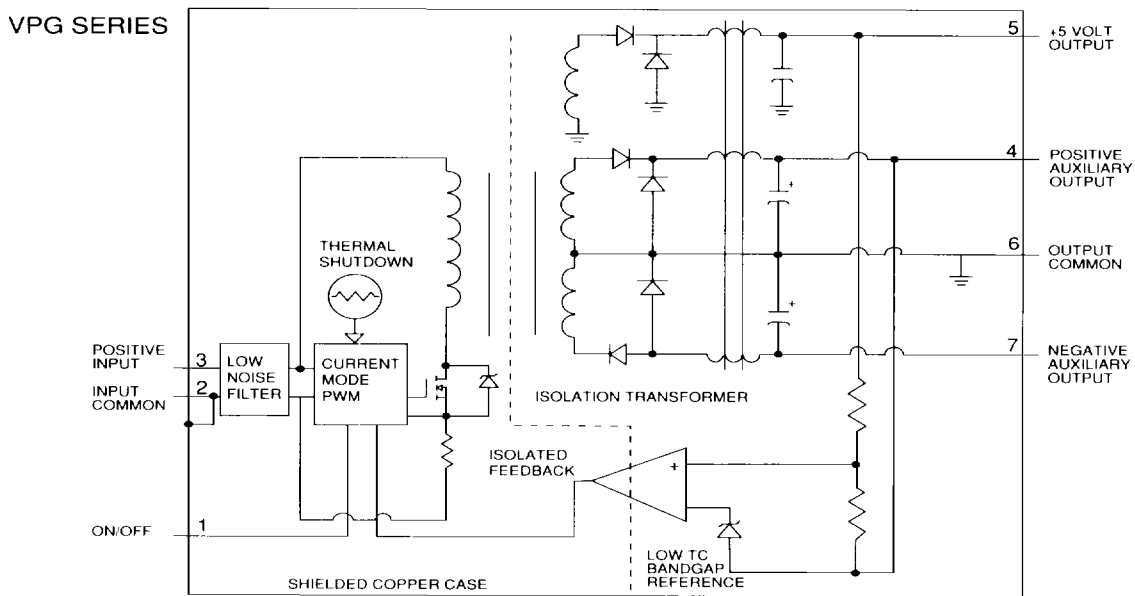 VPG SERIES
5
+5 VOLT
OUTPUT
4
POSITIVE
AUXILIARY
OUTPUT
THERMAL
SHUTDOWN
6
OUTPUT
COMMON
+
+
POSITIVE
INPUT
3
INPUT
COMMON
2
LOW
NOISE
FILTER
CURRENT
MODE
PWM
7
NEGATIVE
AUXILIARY
OUTPUT
ISOLATION TRANSFORMER
ISOLATED
FEEDBACK
+
ON/OFF
1
LOW TC
BANDGAP
REFERENCE
SHIELDED COPPER CASE